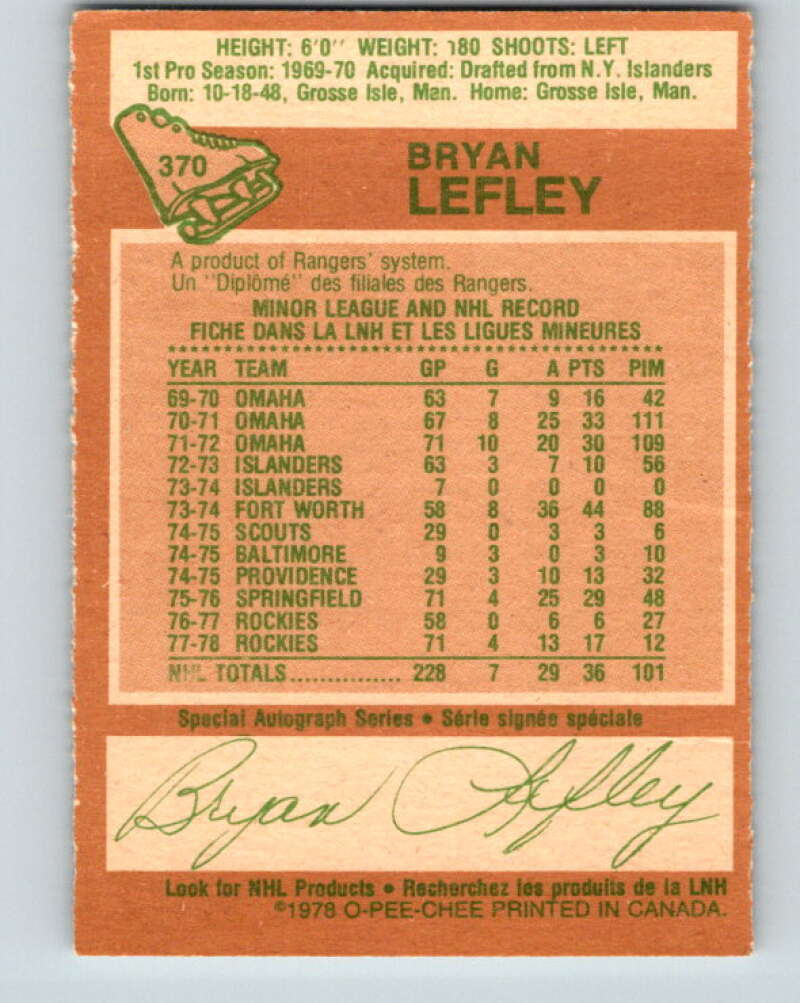 HEIGHT: 6'0" WEIGHT: 180 SHOOTS: LEFT
1st Pro Season: 1969-70 Acquired: Drafted from N.Y. Islanders
Born: 10-18-48, Grosse Isle, Man. Home: Grosse Isle, Man.
370
BRYAN
LEFLEY
A product of Rangers' system.
Un "Diplômé" des filiales des Rangers.
MINOR LEAGUE AND NHL RECORD
FICHE DANS LA LNH ET LES LIGUES MINEURES
YEAR TEAM GP G A PTS PIM
69-70 OMAHA 63 7 9 16 42
70-71 OMAHA 67 8 25 33 111
71-72 OMAHA 71 10 20 30 109
72-73 ISLANDERS 63 3 7 10 56
73-74 ISLANDERS 7 0 0 0 0
73-74 FORT WORTH 58 8 36 44 88
74-75 SCOUTS 29 0 3 3 6
74-75 BALTIMORE 9 3 0 3 10
74-75 PROVIDENCE 29 3 10 13 32
75-76 SPRINGFIELD 71 4 25 29 48
76-77 ROCKIES 58 0 6 6 27
77-78 ROCKIES 71 4 13 17 12
NHL TOTALS............... 228 7 29 36 101
Special Autograph Series • Série signée spéciale
Bryan Lefley
Look for NHL Products • Recherchez les produits de la LNH
©1978 O-PEE-CHEE PRINTED IN CANADA.